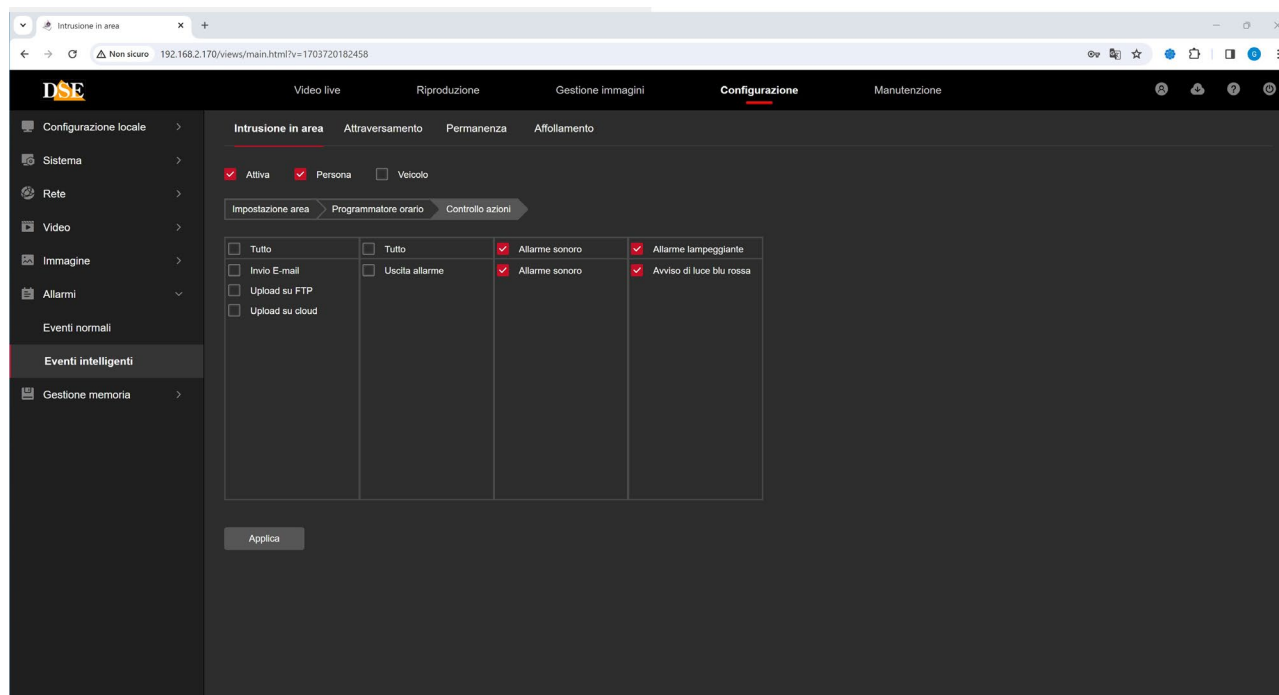 Intrusione in area
Non sicuro 192.168.2.170/views/main.html?v=1703720182458
G
DSE Video live Riproduzione Gestione immagini Configurazione Manutenzione
Configurazione locale
Sistema
Rete
Video
Immagine
Allarmi
Eventi normali
Eventi intelligenti
Gestione memoria
Intrusione in area Attraversamento Permanenza Affollamento
Attiva Persona Veicolo
Impostazione area Programmatore orario Controllo azioni
Tutto Tutto Allarme sonoro Allarme lampeggiante
Invio E-mail Uscita allarme Allarme sonoro Avviso di luce blu rossa
Upload su FTP
Upload su cloud
Applica